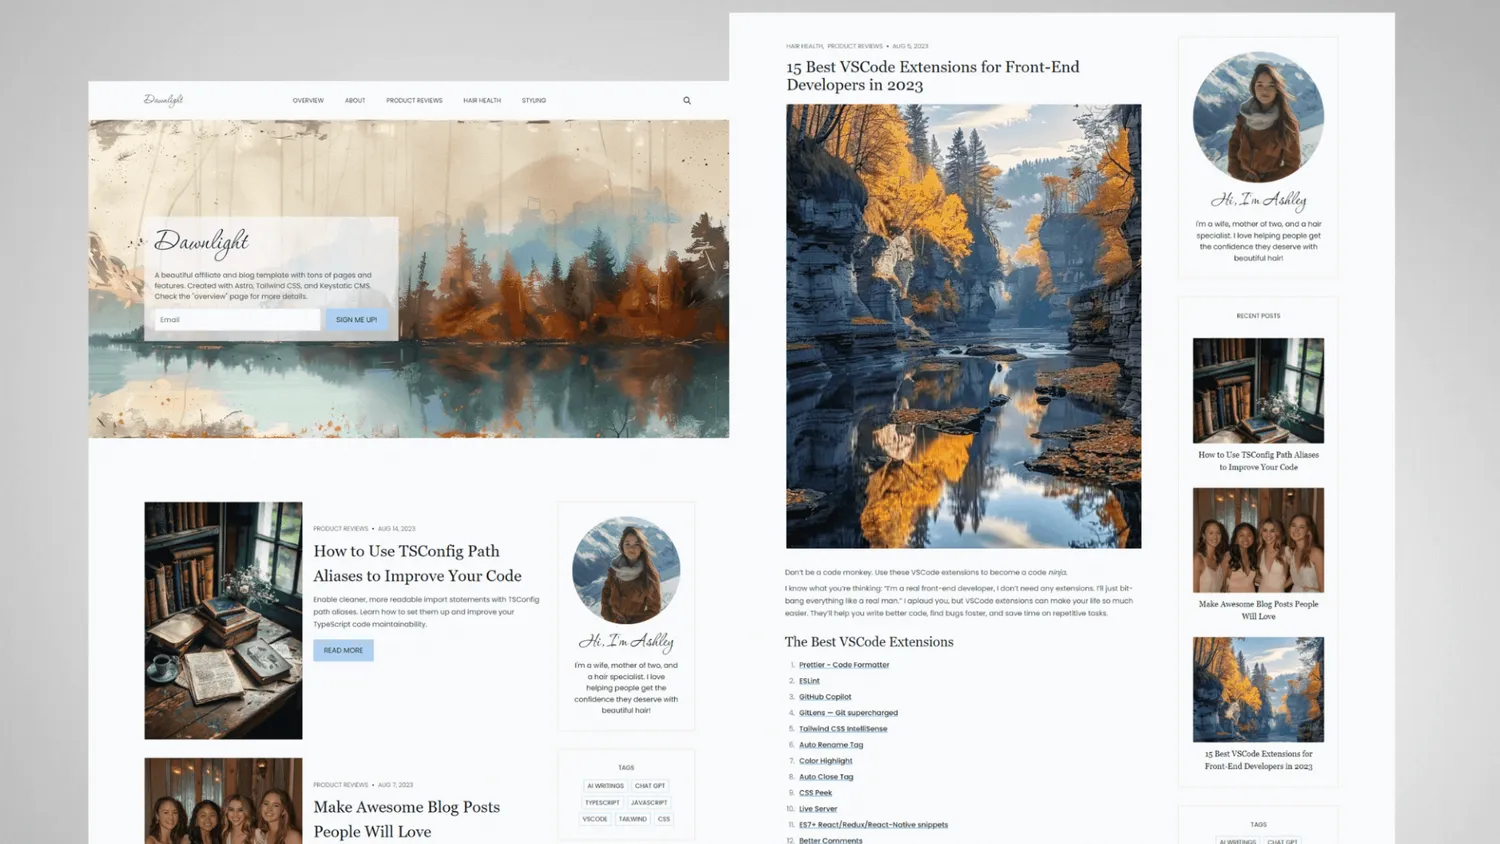 Dawnlight
OVERVIEW
ABOUT
PRODUCT REVIEWS
HAIR HEALTH
STYLING
Dawnlight
A beautiful affiliate and blog template with tons of pages and
features. Created with Astro, Tailwind CSS, and Keystatic CMS.
Check the "overview" page for more details.
Email
SIGN ME UP!
PRODUCT REVIEWS • AUG 14, 2023
How to Use TSConfig Path
Aliases to Improve Your Code
Enable cleaner, more readable import statements with TSConfig
path aliases. Learn how to set them up and improve your
TypeScript code maintainability.
READ MORE
PRODUCT REVIEWS • AUG 7, 2023
Make Awesome Blog Posts
People Will Love
Hi, I'm Ashley
I'm a wife, mother of two, and
a hair specialist. I love
helping people get the
confidence they deserve with
beautiful hair!
TAGS
AI WRITINGS
CHAT GPT
TYPESCRIPT
JAVASCRIPT
VSCODE
TAILWIND
CSS
HAIR HEALTH, PRODUCT REVIEWS • AUG 5, 2023
15 Best VSCode Extensions for Front-End
Developers in 2023
Don't be a code monkey. Use these VSCode extensions to become a code ninja.
I know what you're thinking: "I'm a real front-end developer, I don't need any extensions. I'll just bit-
bang everything like a real man." I aplaud you, but VSCode extensions can make your life so much
easier. They'll help you write better code, find bugs faster, and save time on repetitive tasks.
The Best VSCode Extensions
1. Prettier - Code Formatter
2. ESLint
3. GitHub Copilot
4. GitLens — Git supercharged
5. Tailwind CSS IntelliSense
6. Auto Rename Tag
7. Color Highlight
8. Auto Close Tag
9. CSS Peek
10. Live Server
11. ES7+ React/Redux/React-Native snippets
12. Better Comments
Hi, I'm Ashley
I'm a wife, mother of two, and a hair
specialist. I love helping people get
the confidence they deserve with
beautiful hair!
RECENT POSTS
How to Use TSConfig Path Aliases
to Improve Your Code
Make Awesome Blog Posts People
Will Love
15 Best VSCode Extensions for
Front-End Developers in 2023
TAGS
AI WRITINGS
CHAT GPT